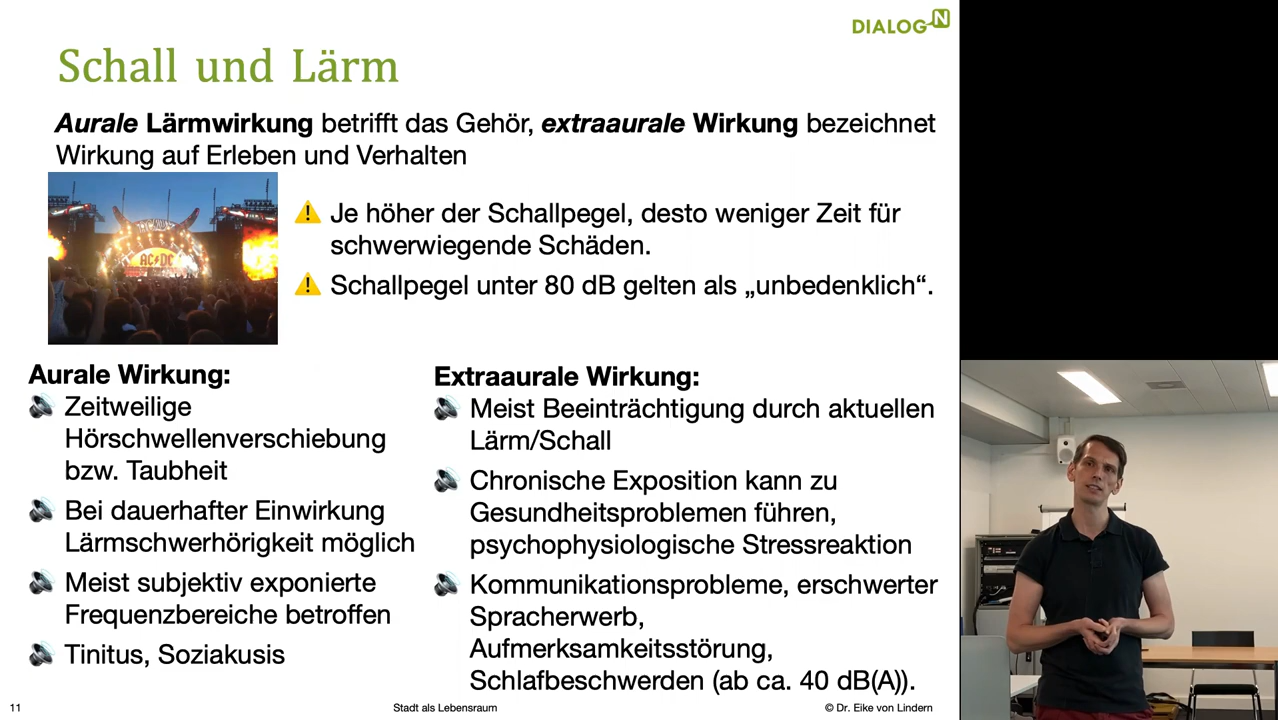 DIALOG N
Schall und Lärm
Aurale Lärmwirkung betrifft das Gehör, extraaurale Wirkung bezeichnet
Wirkung auf Erleben und Verhalten
AC DC
Je höher der Schallpegel, desto weniger Zeit für
schwerwiegende Schäden.
Schallpegel unter 80 dB gelten als „unbedenklich“.
Aurale Wirkung:
Zeitweilige
Hörschwellenverschiebung
bzw. Taubheit
Bei dauerhafter Einwirkung
Lärmschwerhörigkeit möglich
Meist subjektiv exponierte
Frequenzbereiche betroffen
Tinitus, Soziakusis
Extraaurale Wirkung:
Meist Beeinträchtigung durch aktuellen
Lärm/Schall
Chronische Exposition kann zu
Gesundheitsproblemen führen,
psychophysiologische Stressreaktion
Kommunikationsprobleme, erschwerter
Spracherwerb,
Aufmerksamkeitsstörung,
Schlafbeschwerden (ab ca. 40 dB(A)).
11
Stadt als Lebensraum
© Dr. Eike von Lindern